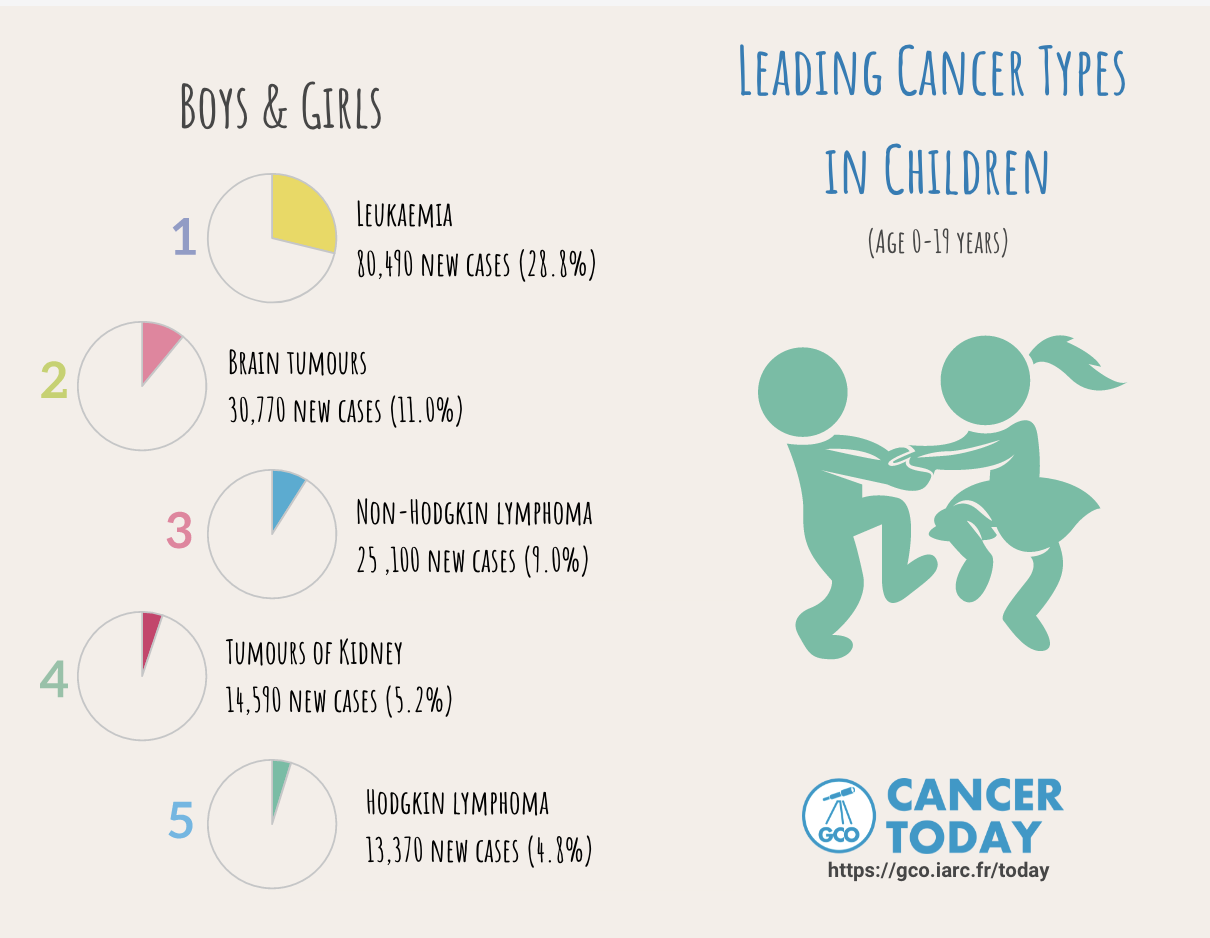 Leading Cancer Types
in Children
(Age 0-19 years)
Boys & Girls
1
Leukaemia
80,490 new cases (28.8%)
2
Brain tumours
30,770 new cases (11.0%)
3
Non-Hodgkin lymphoma
25 ,100 new cases (9.0%)
4
Tumours of Kidney
14,590 new cases (5.2%)
5
Hodgkin lymphoma
13,370 new cases (4.8%)
GCO
CANCER
TODAY
https://gco.iarc.fr/today